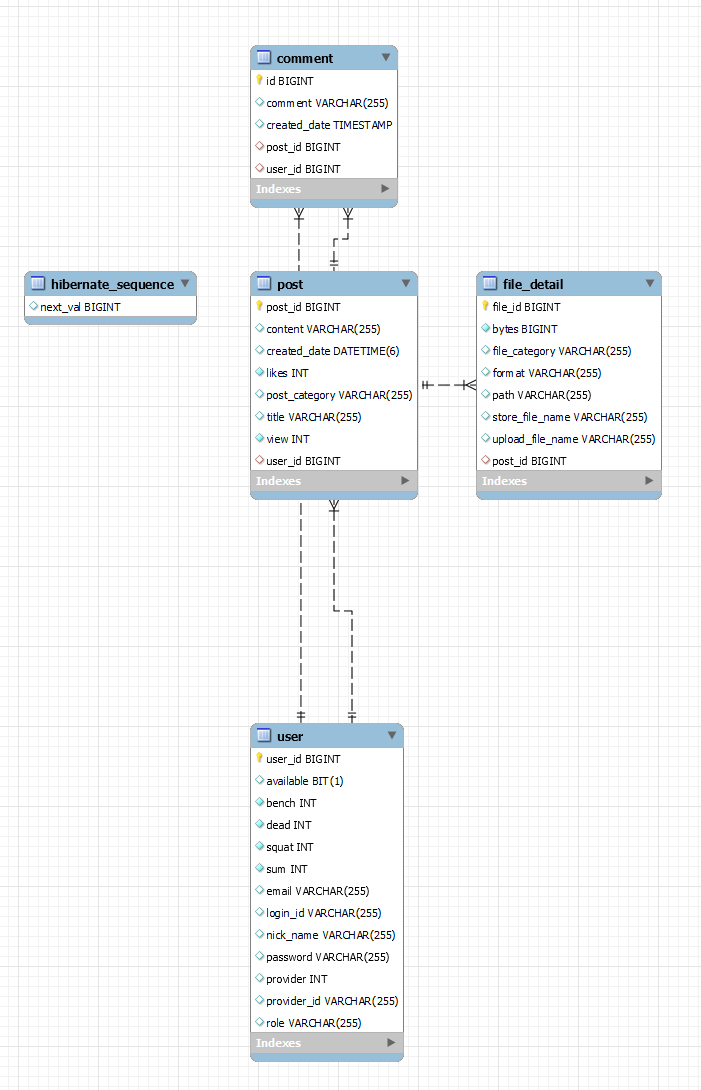 comment
id BIGINT
comment VARCHAR(255)
created_date TIMESTAMP
post_id BIGINT
user_id BIGINT
Indexes
hibernate_sequence
next_val BIGINT
post
post_id BIGINT
content VARCHAR(255)
created_date DATETIME(6)
likes INT
post_category VARCHAR(255)
title VARCHAR(255)
view INT
user_id BIGINT
Indexes
file_detail
file_id BIGINT
bytes BIGINT
file_category VARCHAR(255)
format VARCHAR(255)
path VARCHAR(255)
store_file_name VARCHAR(255)
upload_file_name VARCHAR(255)
post_id BIGINT
Indexes
user
user_id BIGINT
available BIT(1)
bench INT
dead INT
squat INT
sum INT
email VARCHAR(255)
login_id VARCHAR(255)
nick_name VARCHAR(255)
password VARCHAR(255)
provider INT
provider_id VARCHAR(255)
role VARCHAR(255)
Indexes